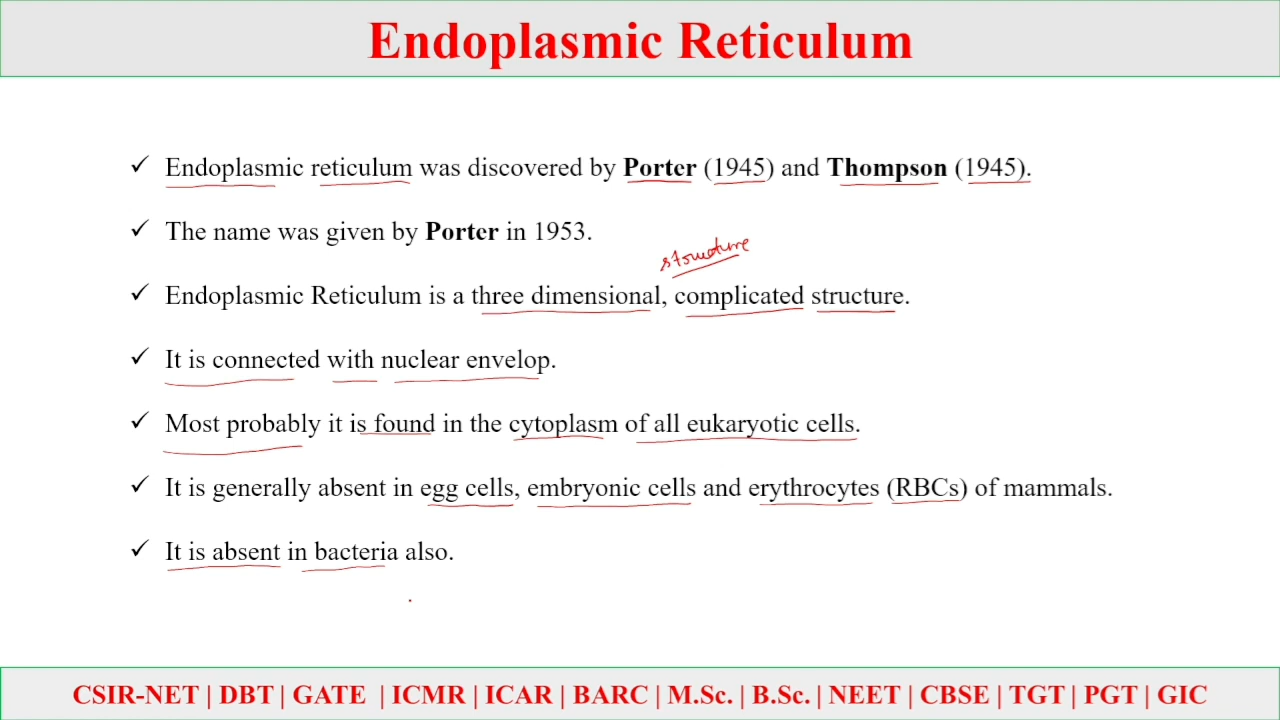 Endoplasmic Reticulum
✓ Endoplasmic reticulum was discovered by Porter (1945) and Thompson (1945).
✓ The name was given by Porter in 1953.
structure
✓ Endoplasmic Reticulum is a three dimensional, complicated structure.
✓ It is connected with nuclear envelop.
✓ Most probably it is found in the cytoplasm of all eukaryotic cells.
✓ It is generally absent in egg cells, embryonic cells and erythrocytes (RBCs) of mammals.
✓ It is absent in bacteria also.
CSIR-NET | DBT | GATE | ICMR | ICAR | BARC | M.Sc. | B.Sc. | NEET | CBSE | TGT | PGT | GIC